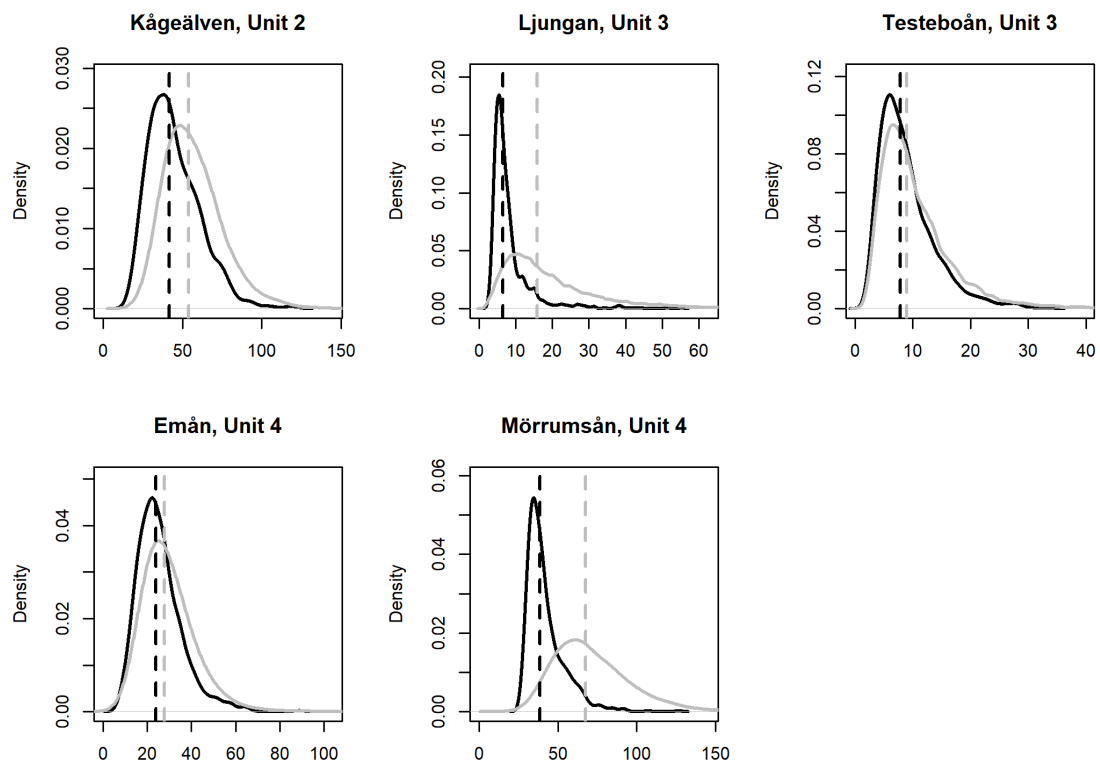 Kågeälven, Unit 2
Density
0.000
0.010
0.020
0.030
0 50 100 150
Ljungan, Unit 3
Density
0.00
0.05
0.10
0.15
0.20
0 10 20 30 40 50 60
Testeboån, Unit 3
Density
0.00
0.04
0.08
0.12
0 10 20 30 40
Emån, Unit 4
Density
0.00
0.02
0.04
0 20 40 60 80 100
Mörrumsån, Unit 4
Density
0.00
0.02
0.04
0.06
0 50 100 150